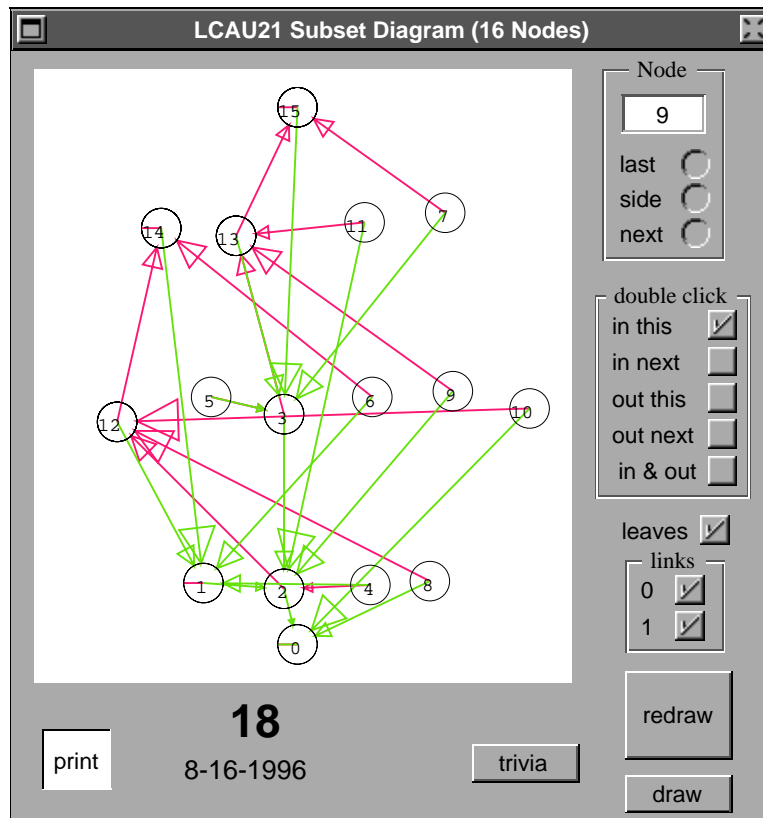 LCAU21 Subset Diagram (16 Nodes)
Node
9
last
side
next
double click
in this
in next
out this
out next
in & out
leaves
links
0
1
redraw
draw
15
14
13
11
7
5
3
6
9
10
12
1
2
4
8
0
print
18
8-16-1996
trivia